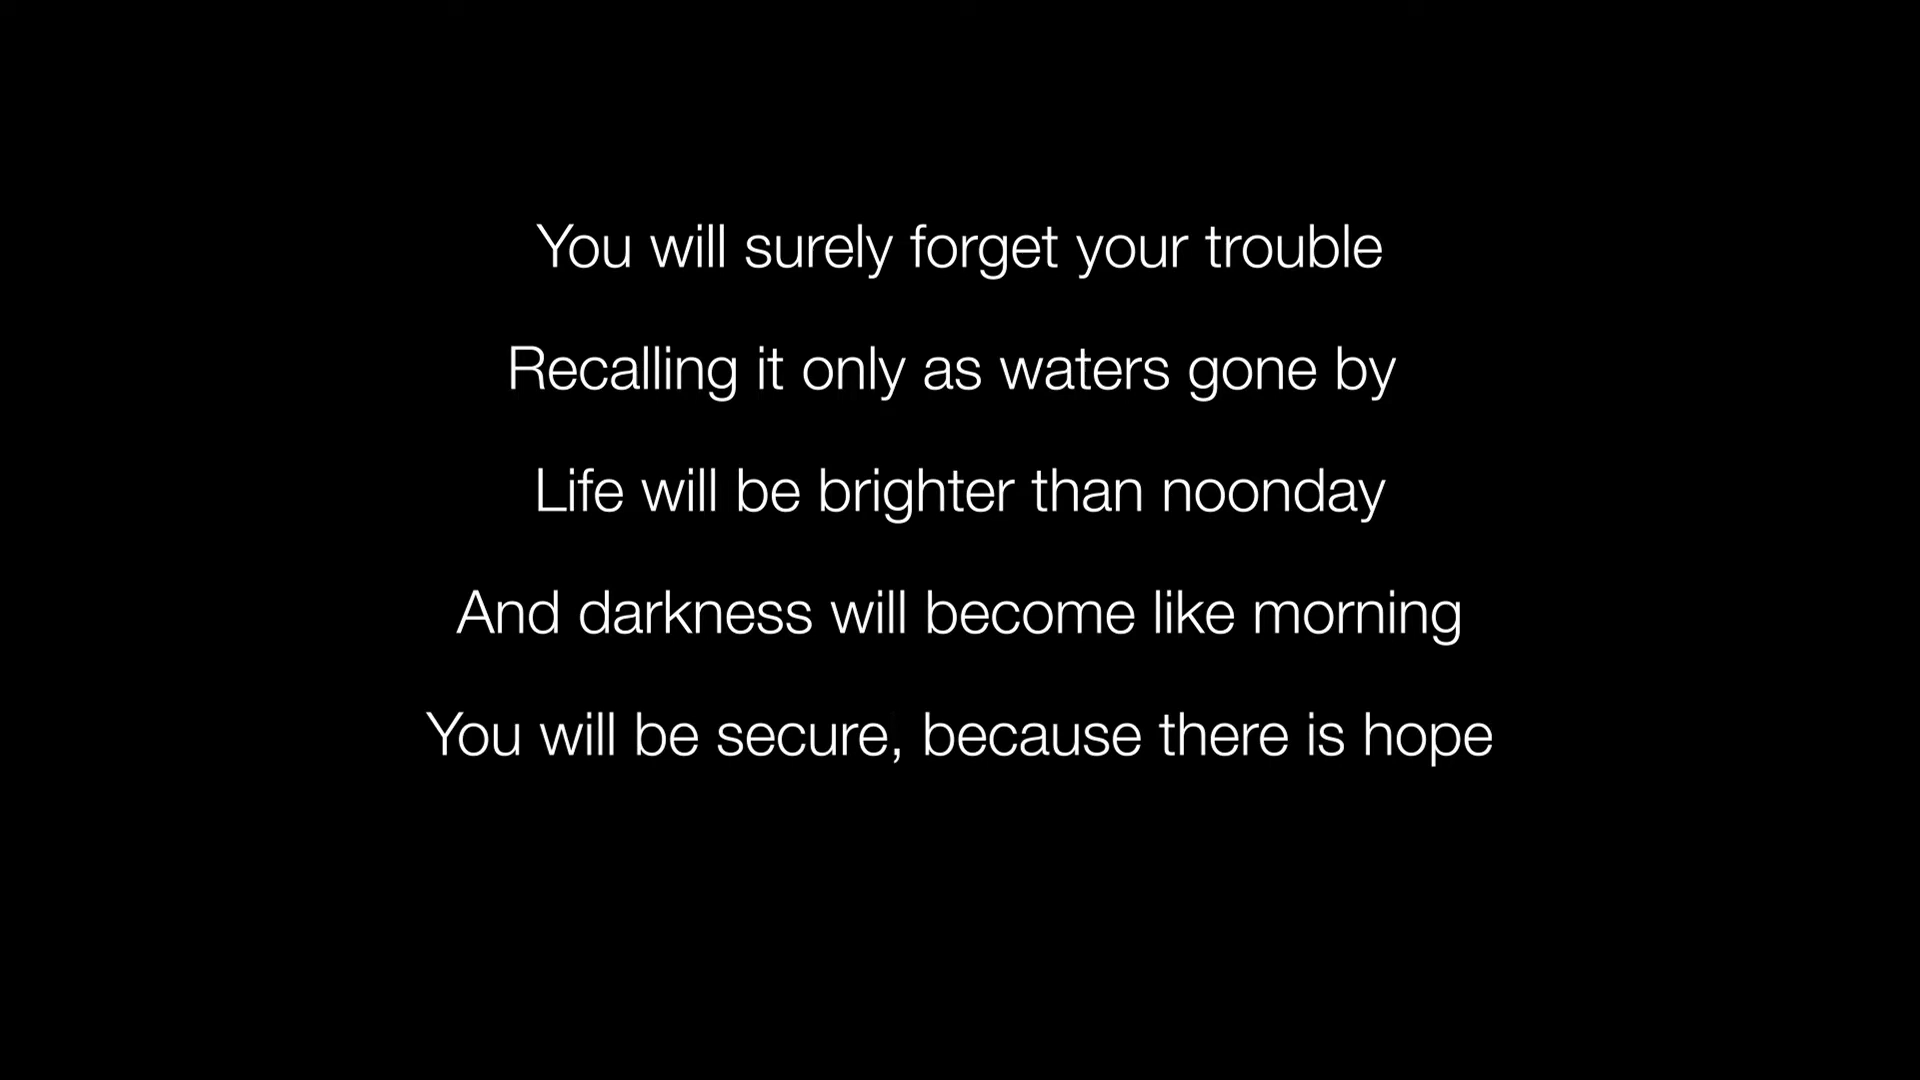 You will surely forget your trouble
Recalling it only as waters gone by
Life will be brighter than noonday
And darkness will become like morning
You will be secure, because there is hope